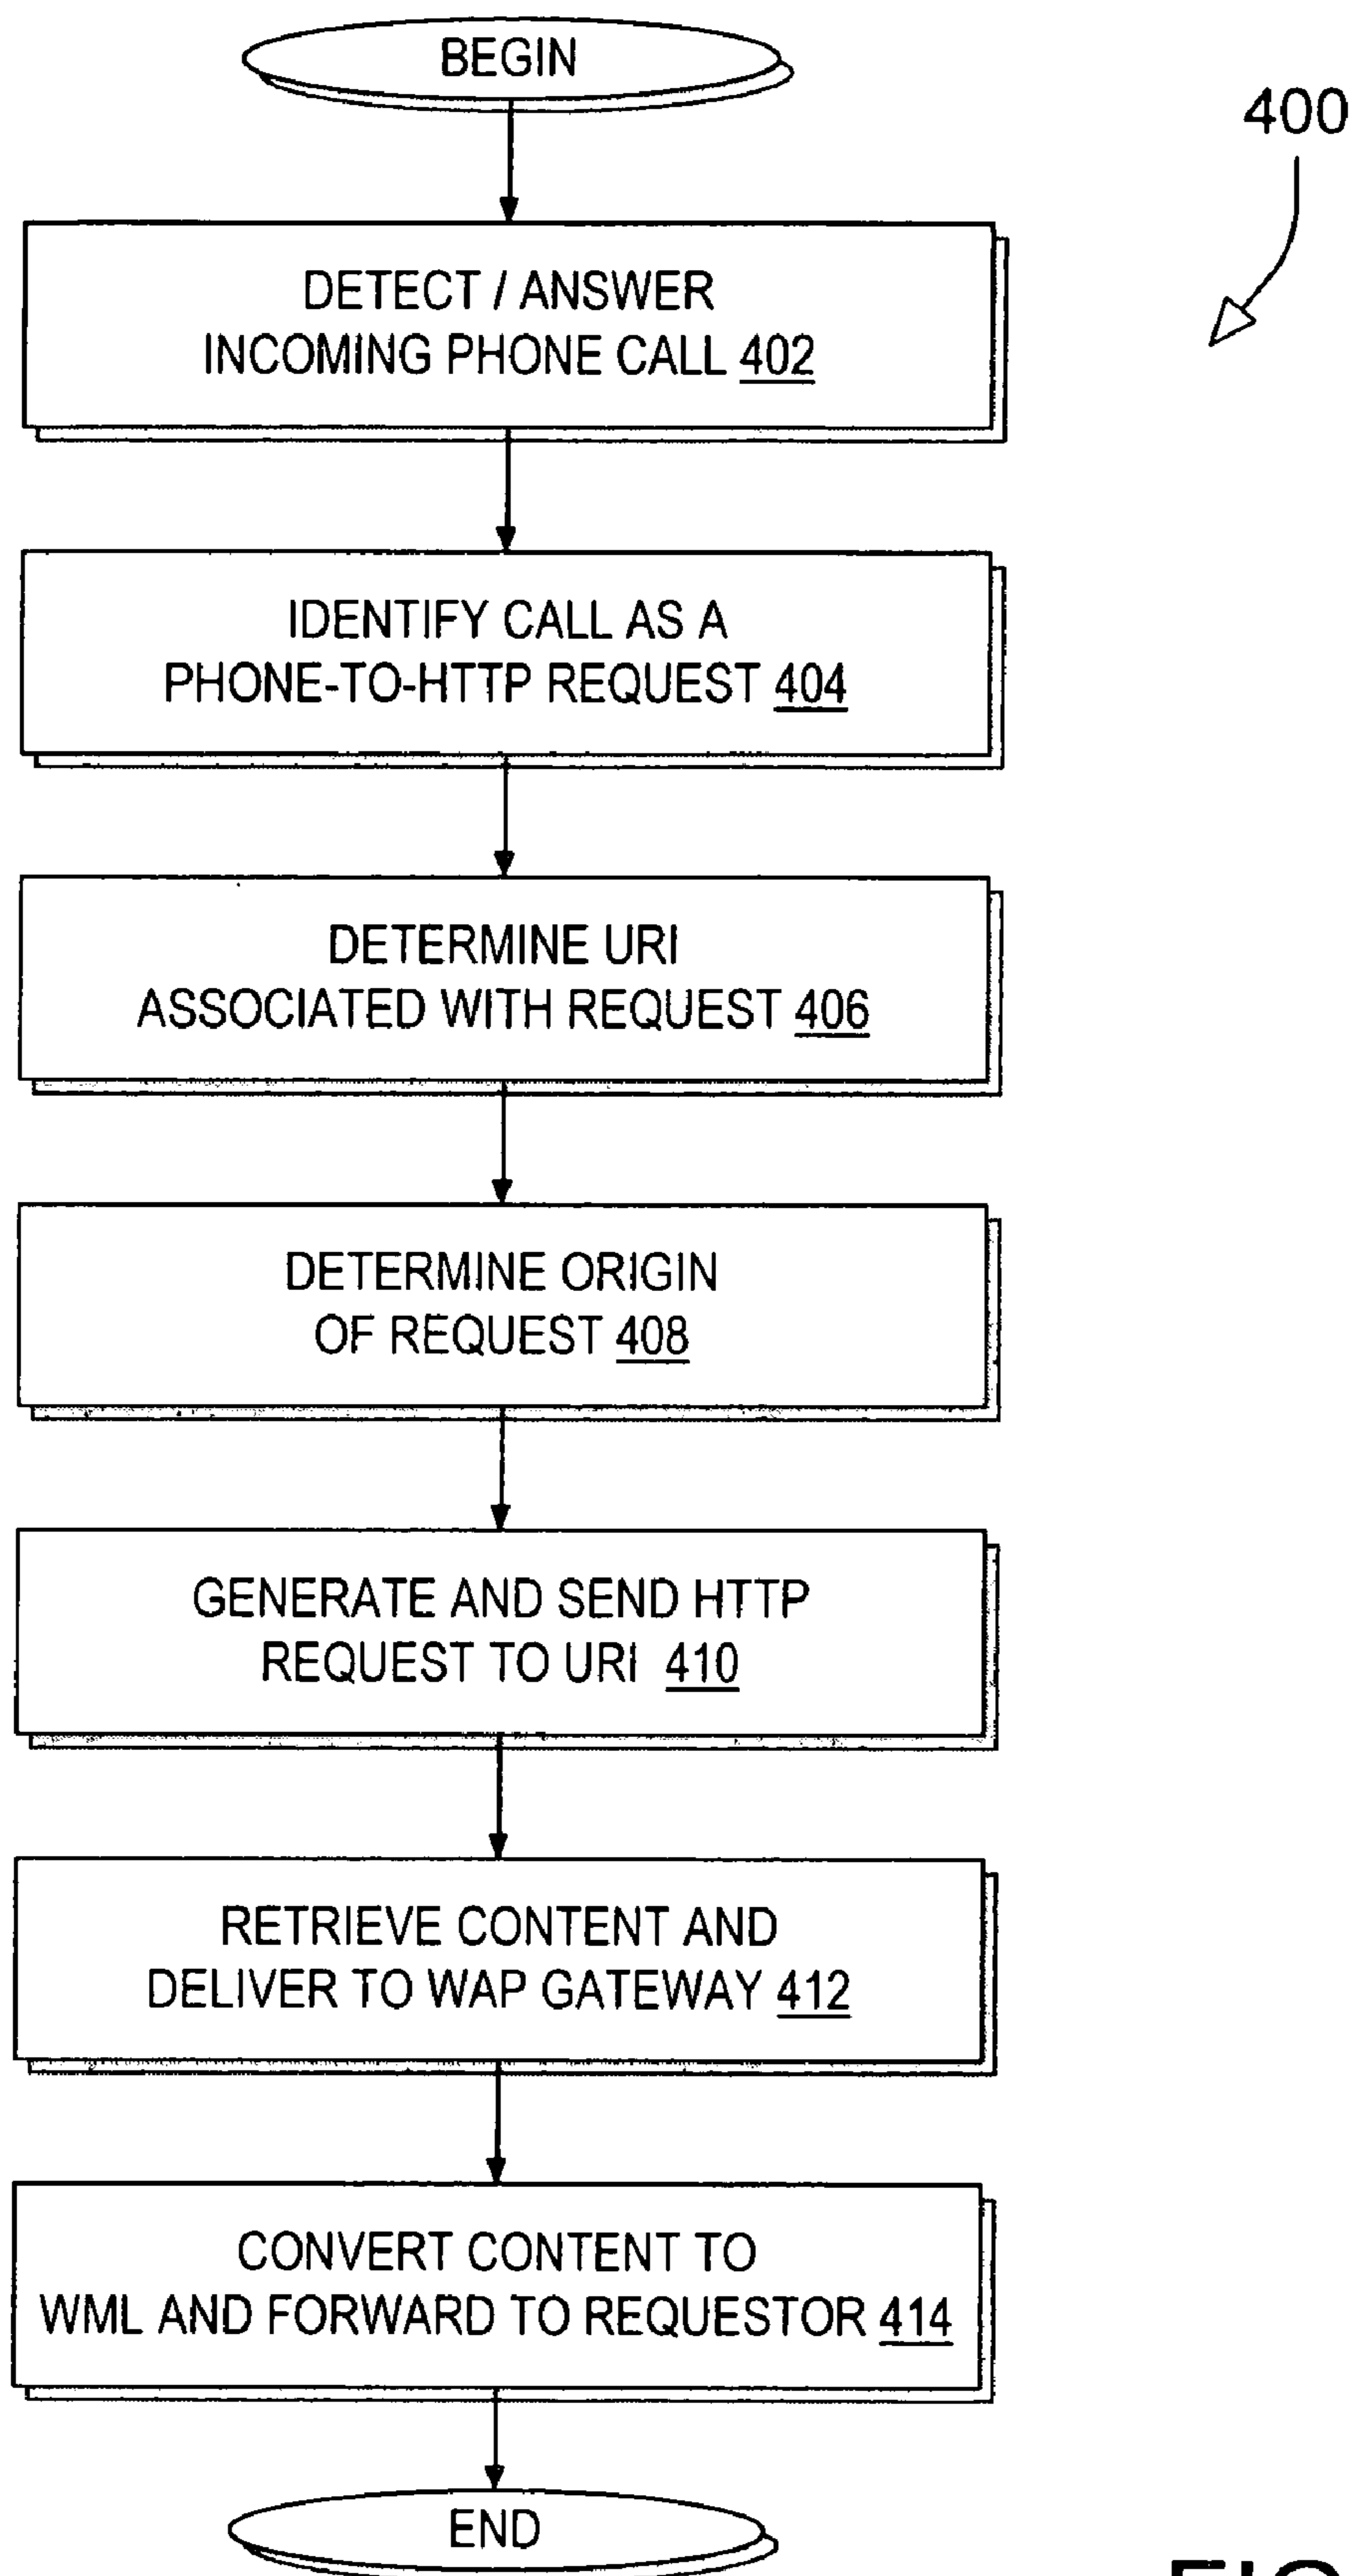 BEGIN
400
DETECT / ANSWER
INCOMING PHONE CALL 402
IDENTIFY CALL AS A
PHONE-TO-HTTP REQUEST 404
DETERMINE URI
ASSOCIATED WITH REQUEST 406
DETERMINE ORIGIN
OF REQUEST 408
GENERATE AND SEND HTTP
REQUEST TO URI 410
RETRIEVE CONTENT AND
DELIVER TO WAP GATEWAY 412
CONVERT CONTENT TO
WML AND FORWARD TO REQUESTOR 414
END